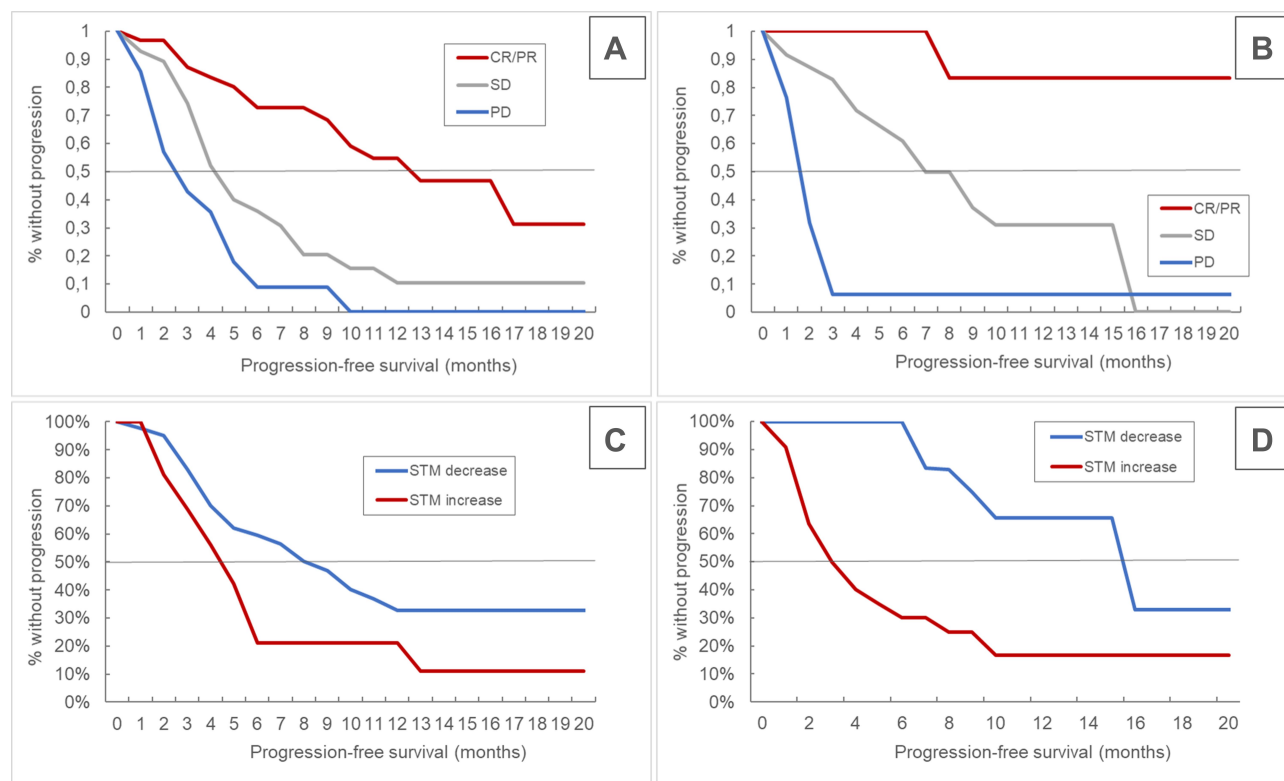 A
CR/PR
SD
PD
% without progression
1
0,9
0,8
0,7
0,6
0,5
0,4
0,3
0,2
0,1
0
0 1 2 3 4 5 6 7 8 9 10 11 12 13 14 15 16 17 18 19 20
Progression-free survival (months)
B
CR/PR
SD
PD
% without progression
1
0,9
0,8
0,7
0,6
0,5
0,4
0,3
0,2
0,1
0
0 1 2 3 4 5 6 7 8 9 10 11 12 13 14 15 16 17 18 19 20
Progression-free survival (months)
C
STM decrease
STM increase
% without progression
100%
90%
80%
70%
60%
50%
40%
30%
20%
10%
0%
0 1 2 3 4 5 6 7 8 9 10 11 12 13 14 15 16 17 18 19 20
Progression-free survival (months)
D
STM decrease
STM increase
% without progression
100%
90%
80%
70%
60%
50%
40%
30%
20%
10%
0%
0 2 4 6 8 10 12 14 16 18 20
Progression-free survival (months)